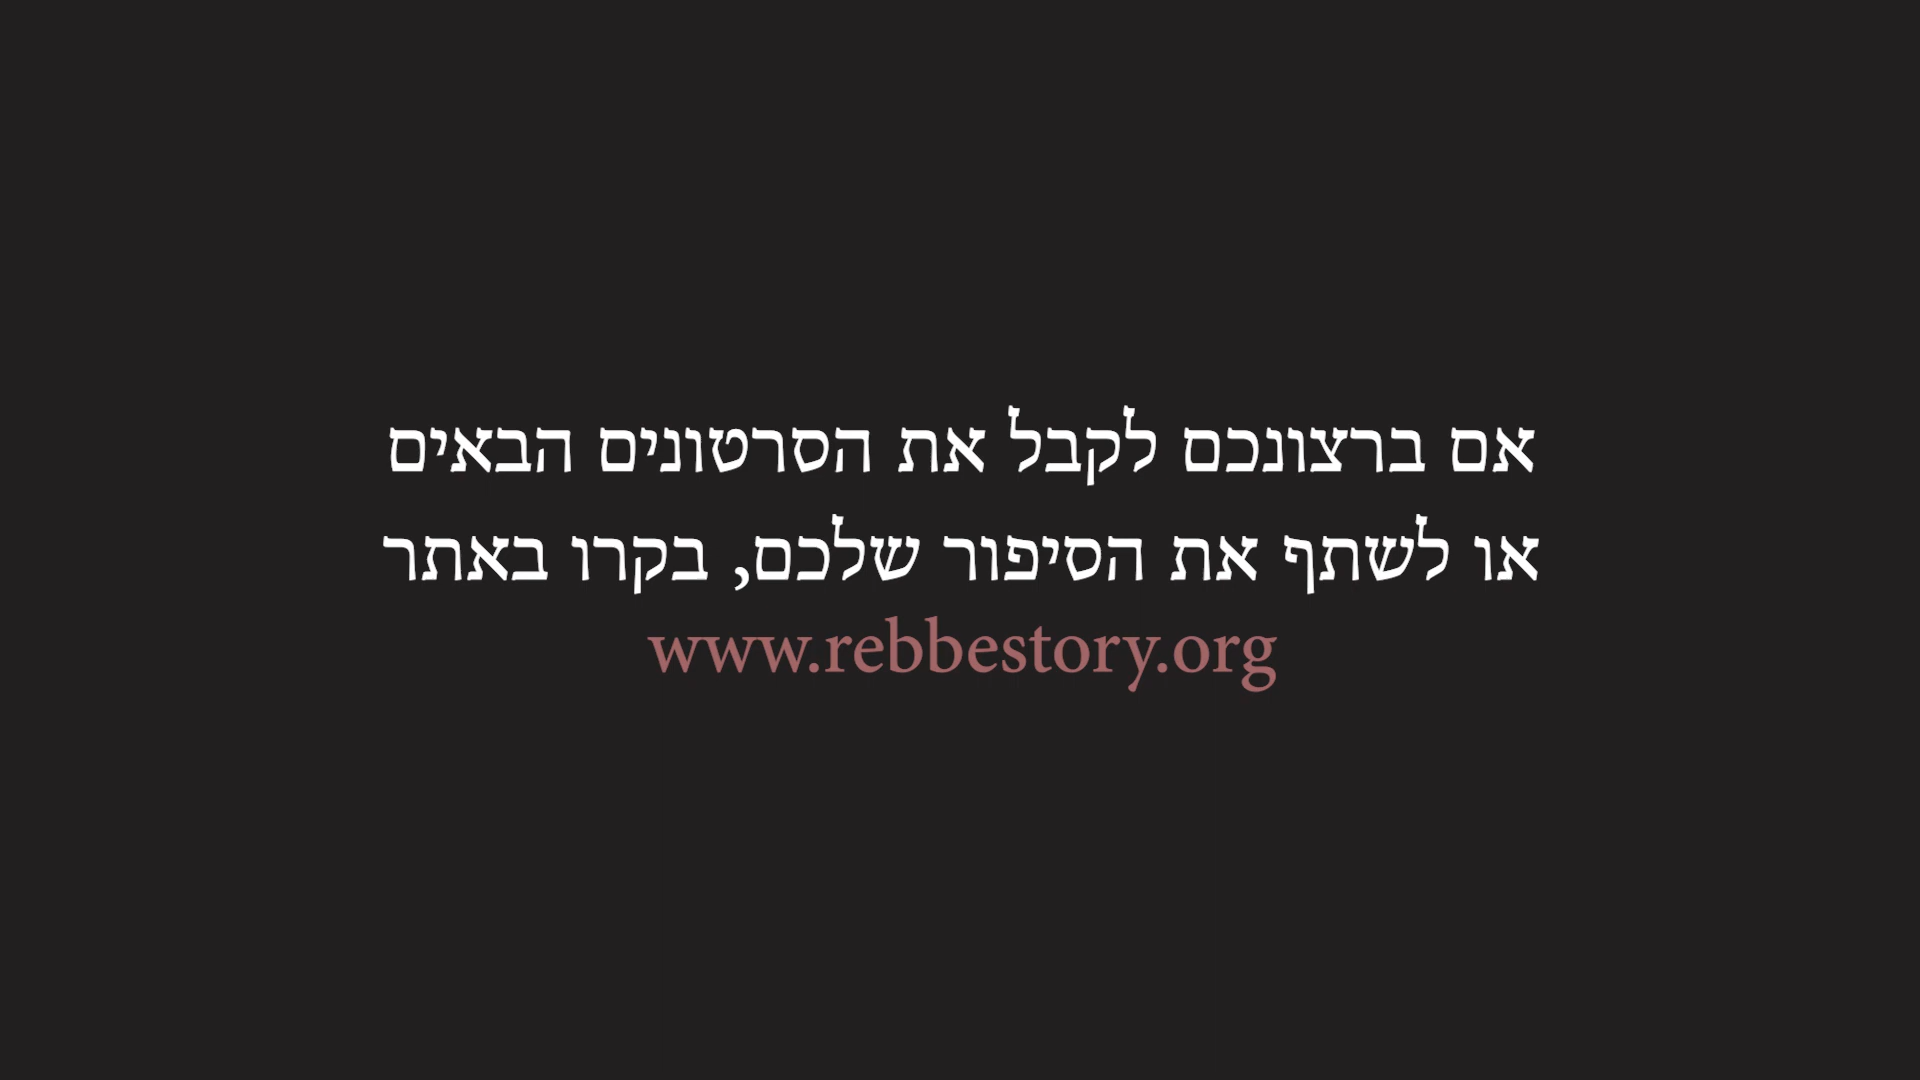 אם ברצונכם לקבל את הסרטונים הבאים
או לשתף את הסיפור שלכם, בקרו באתר
www.rebbestory.org